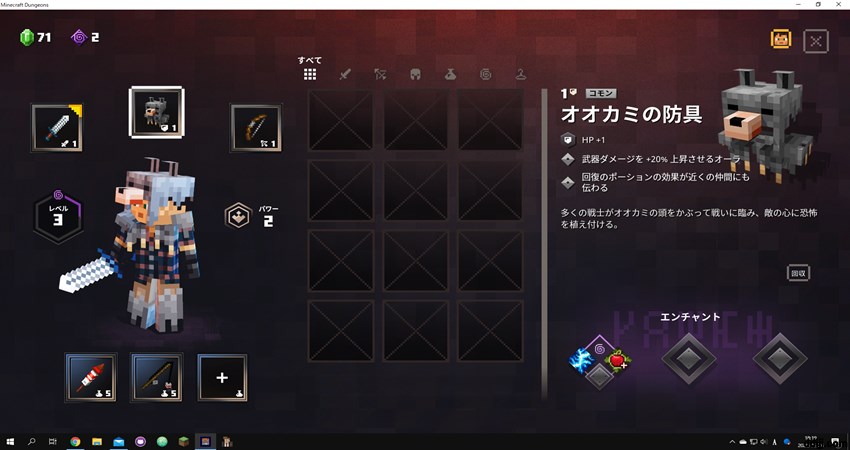 Minecraft Dungeons
71
2
すべて
1
1
1
レベル
3
パワー
2
5
5
1
コモン
オオカミの防具
HP +1
武器ダメージを +20% 上昇させるオーラ
回復のポーションの効果が近くの仲間にも
伝わる
多くの戦士がオオカミの頭をかぶって戦いに臨み、敵の心に恐怖
を植え付ける。
回収
エンチャント
A